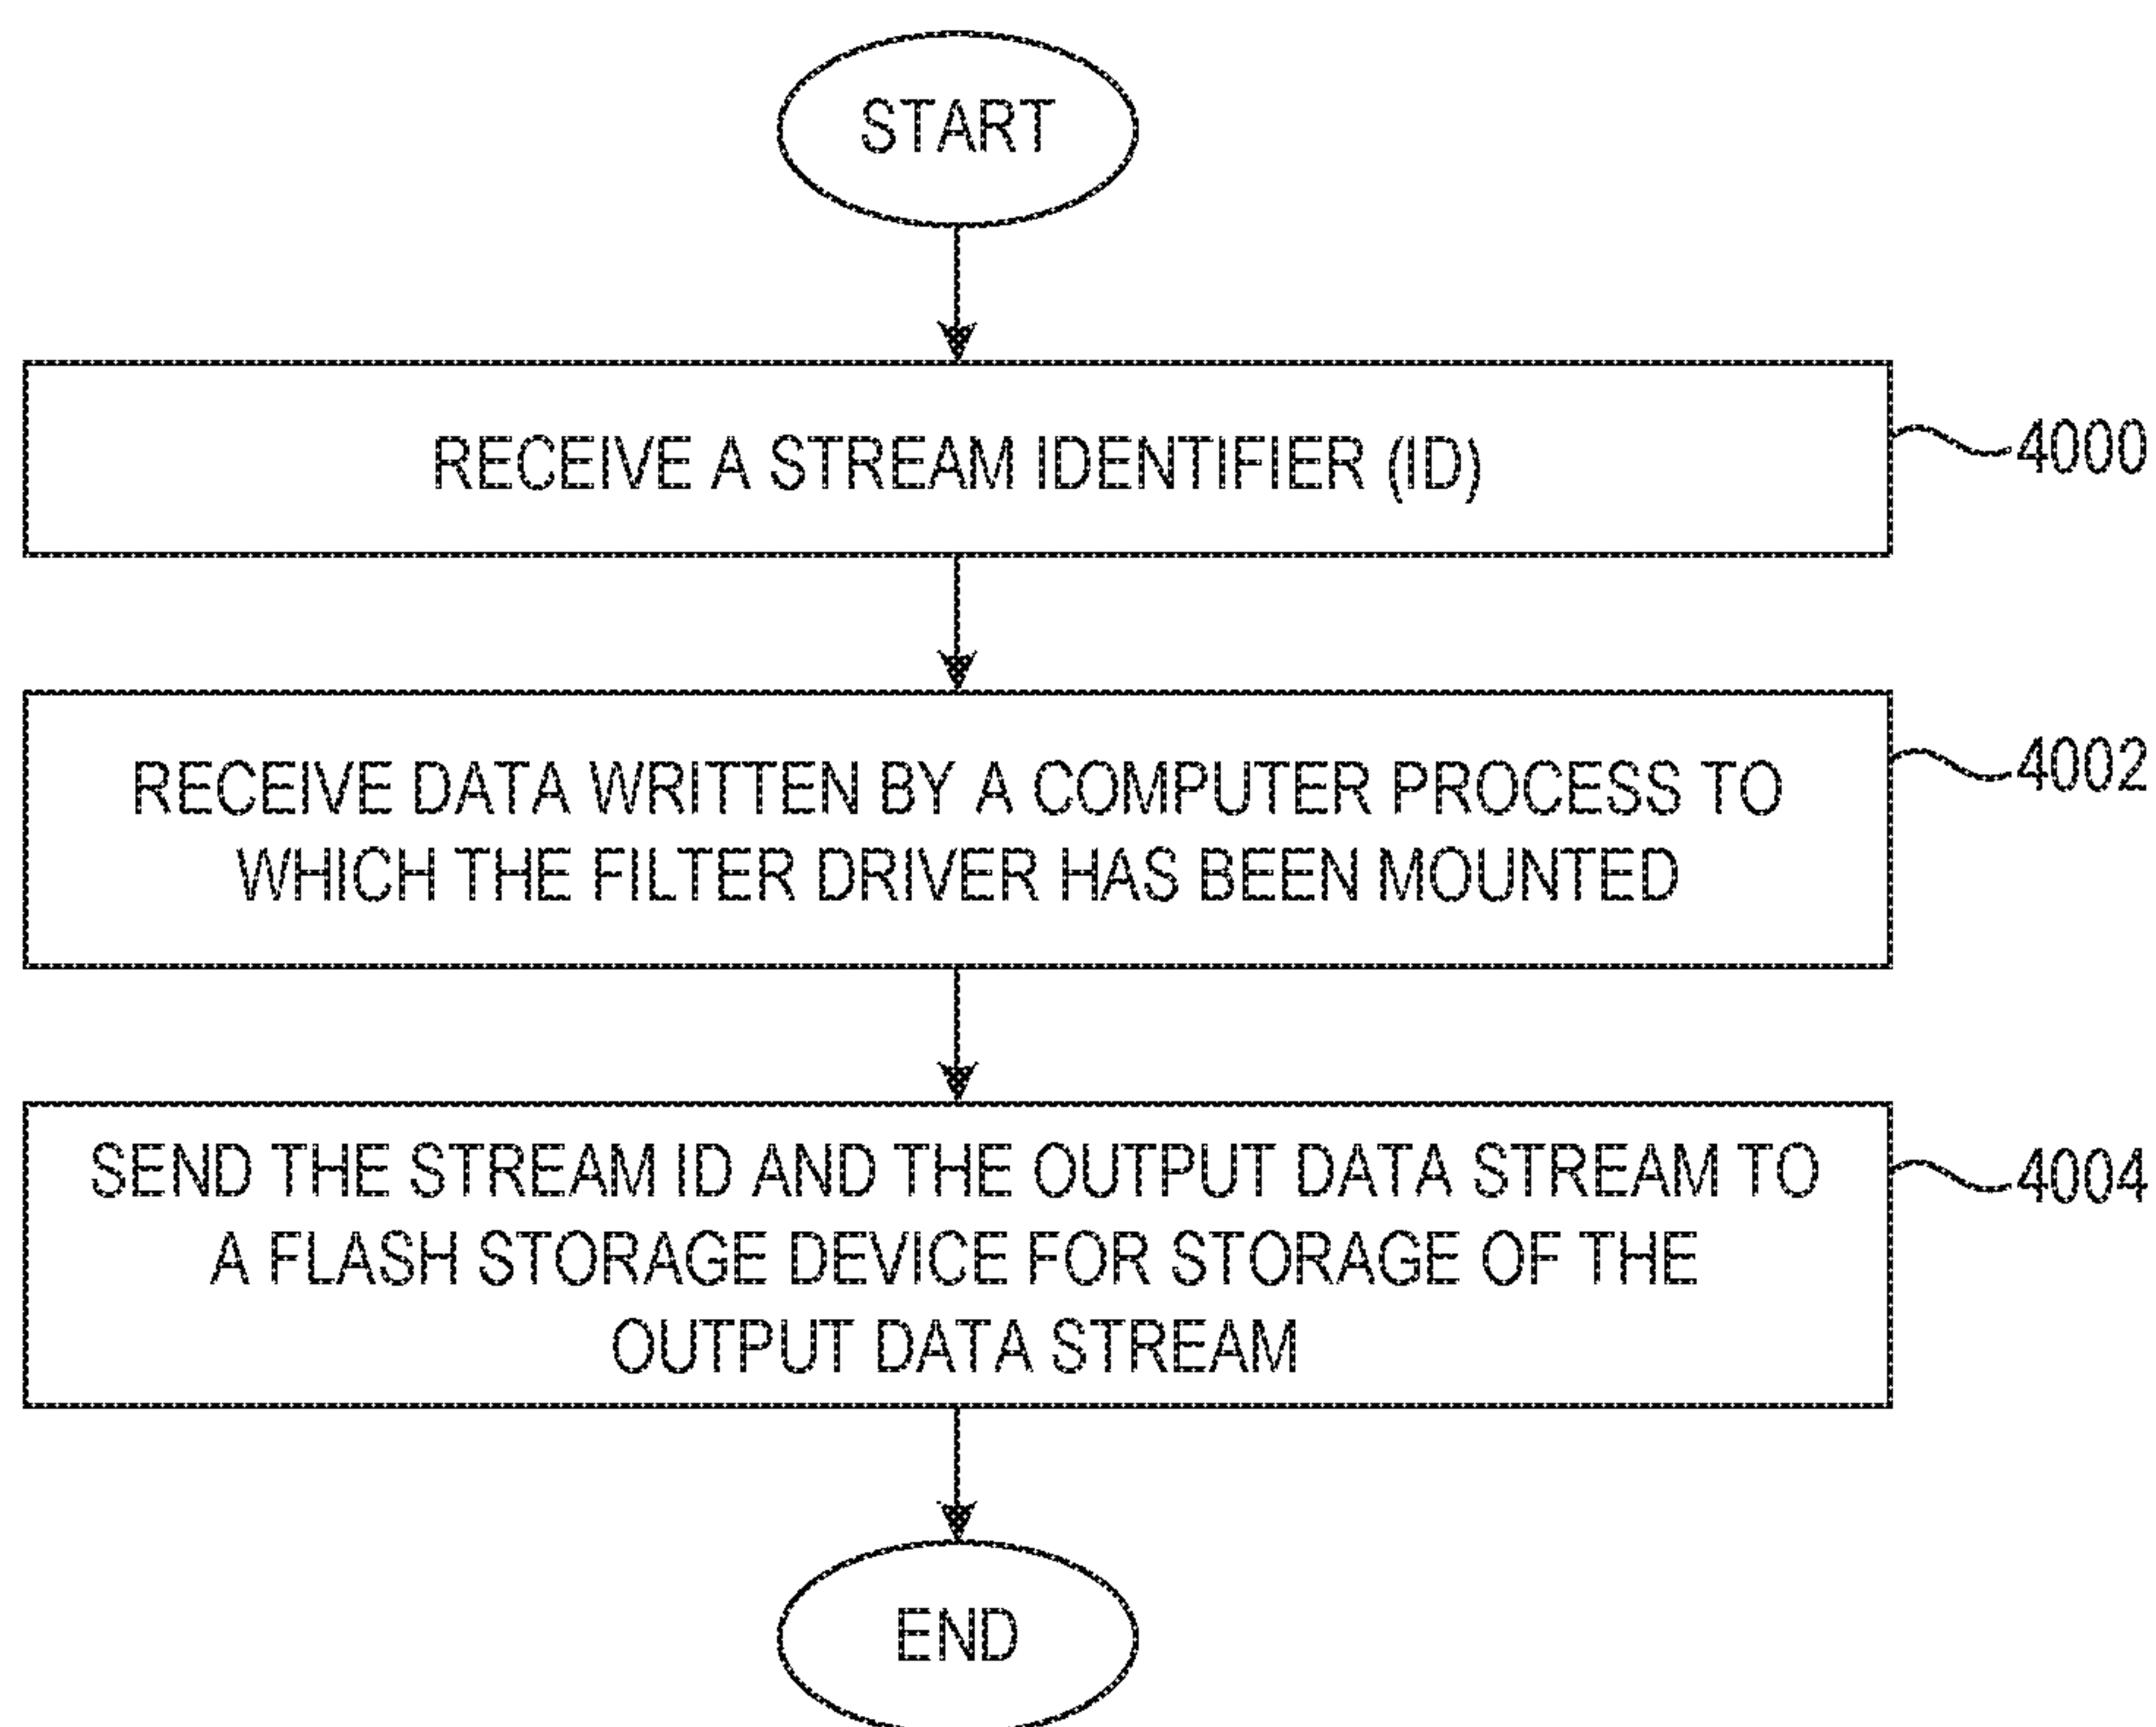 START
RECEIVE A STREAM IDENTIFIER (ID)
4000
RECEIVE DATA WRITTEN BY A COMPUTER PROCESS TO
WHICH THE FILTER DRIVER HAS BEEN MOUNTED
4002
SEND THE STREAM ID AND THE OUTPUT DATA STREAM TO
A FLASH STORAGE DEVICE FOR STORAGE OF THE
OUTPUT DATA STREAM
4004
END